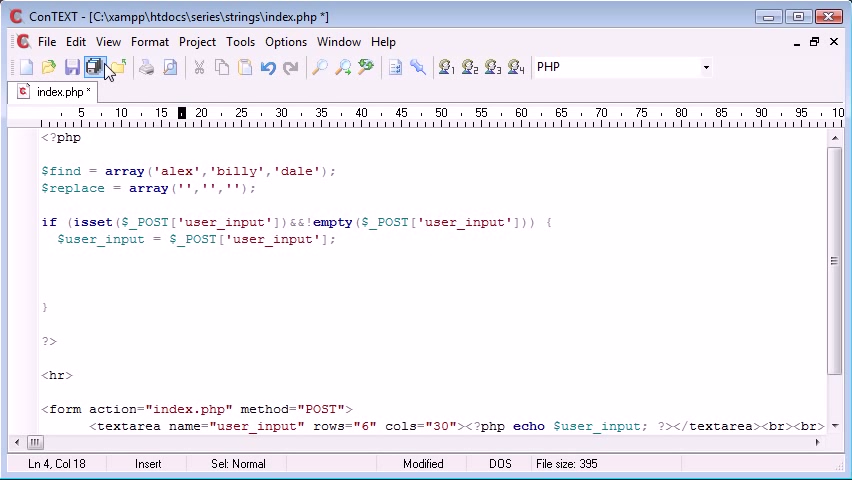 ConTEXT - [C:\xampp\htdocs\series\strings\index.php *]
File Edit View Format Project Tools Options Window Help
1 2 3 4 PHP
index.php *
5 10 15 20 25 30 35 40 45 50 55 60 65 70 75 80 85 90 95 10
<?php
$find = array('alex','billy','dale');
$replace = array('','','');
if (isset($_POST['user_input'])&&!empty($_POST['user_input'])) {
$user_input = $_POST['user_input'];
}
?>
<hr>
<form action="index.php" method="POST">
<textarea name="user_input" rows="6" cols="30"><?php echo $user_input; ?></textarea><br><br>
Ln 4, Col 18 Insert Sel: Normal Modified DOS File size: 395